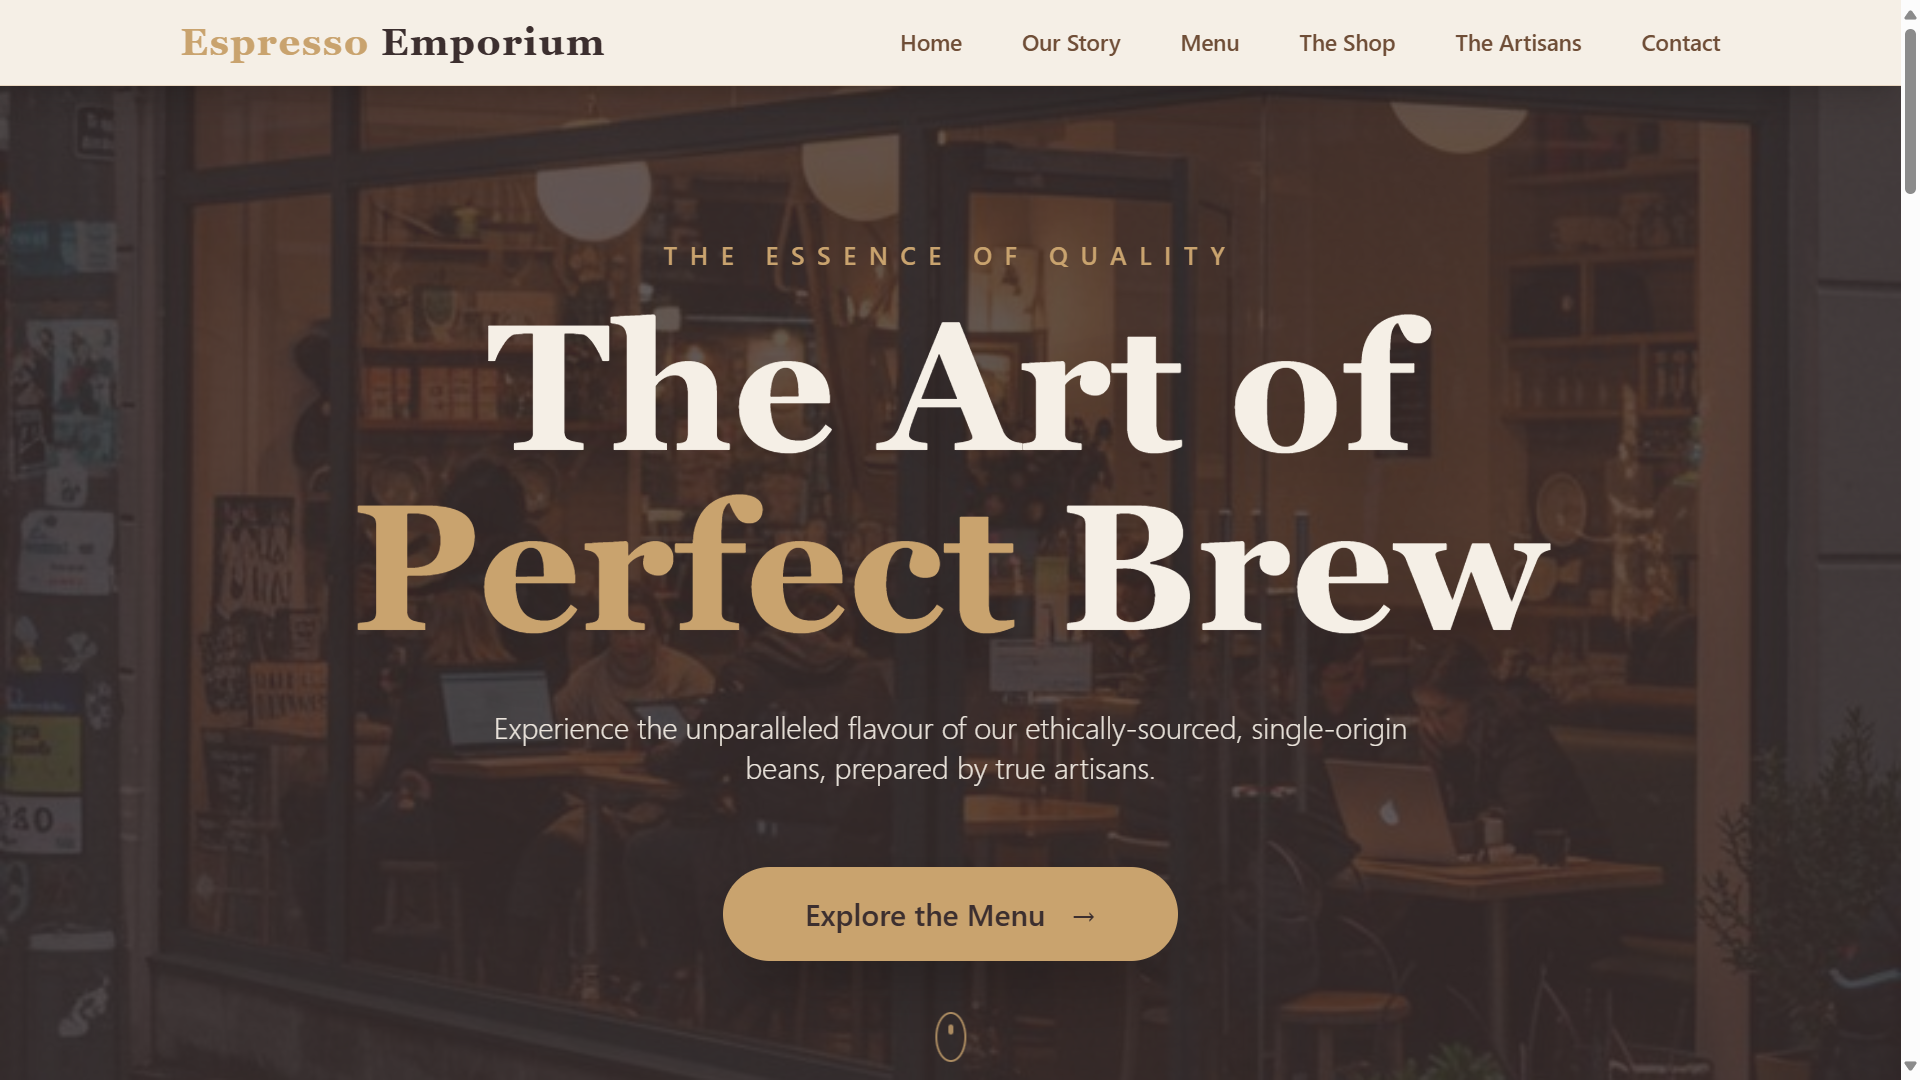 Espresso Emporium
Home
Our Story
Menu
The Shop
The Artisans
Contact
THE ESSENCE OF QUALITY
The Art of
Perfect Brew
Experience the unparalleled flavour of our ethically-sourced, single-origin
beans, prepared by true artisans.
Explore the Menu →